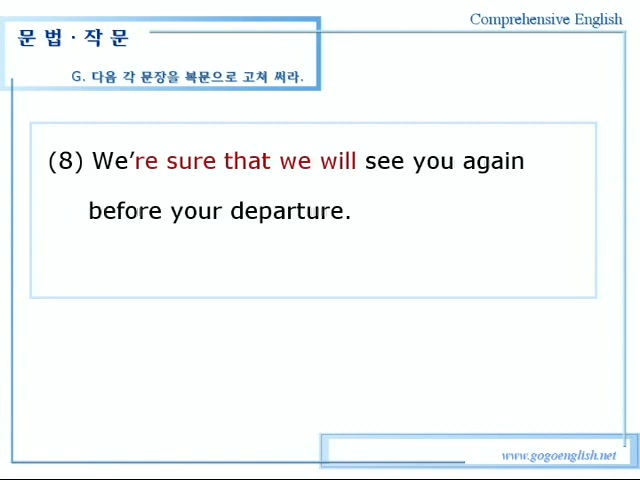 Comprehensive English
문 법 · 작 문
G. 다음 각 문장을 복문으로 고쳐 써라.
(8) We're sure that we will see you again
before your departure.
www.gogoenglish.net